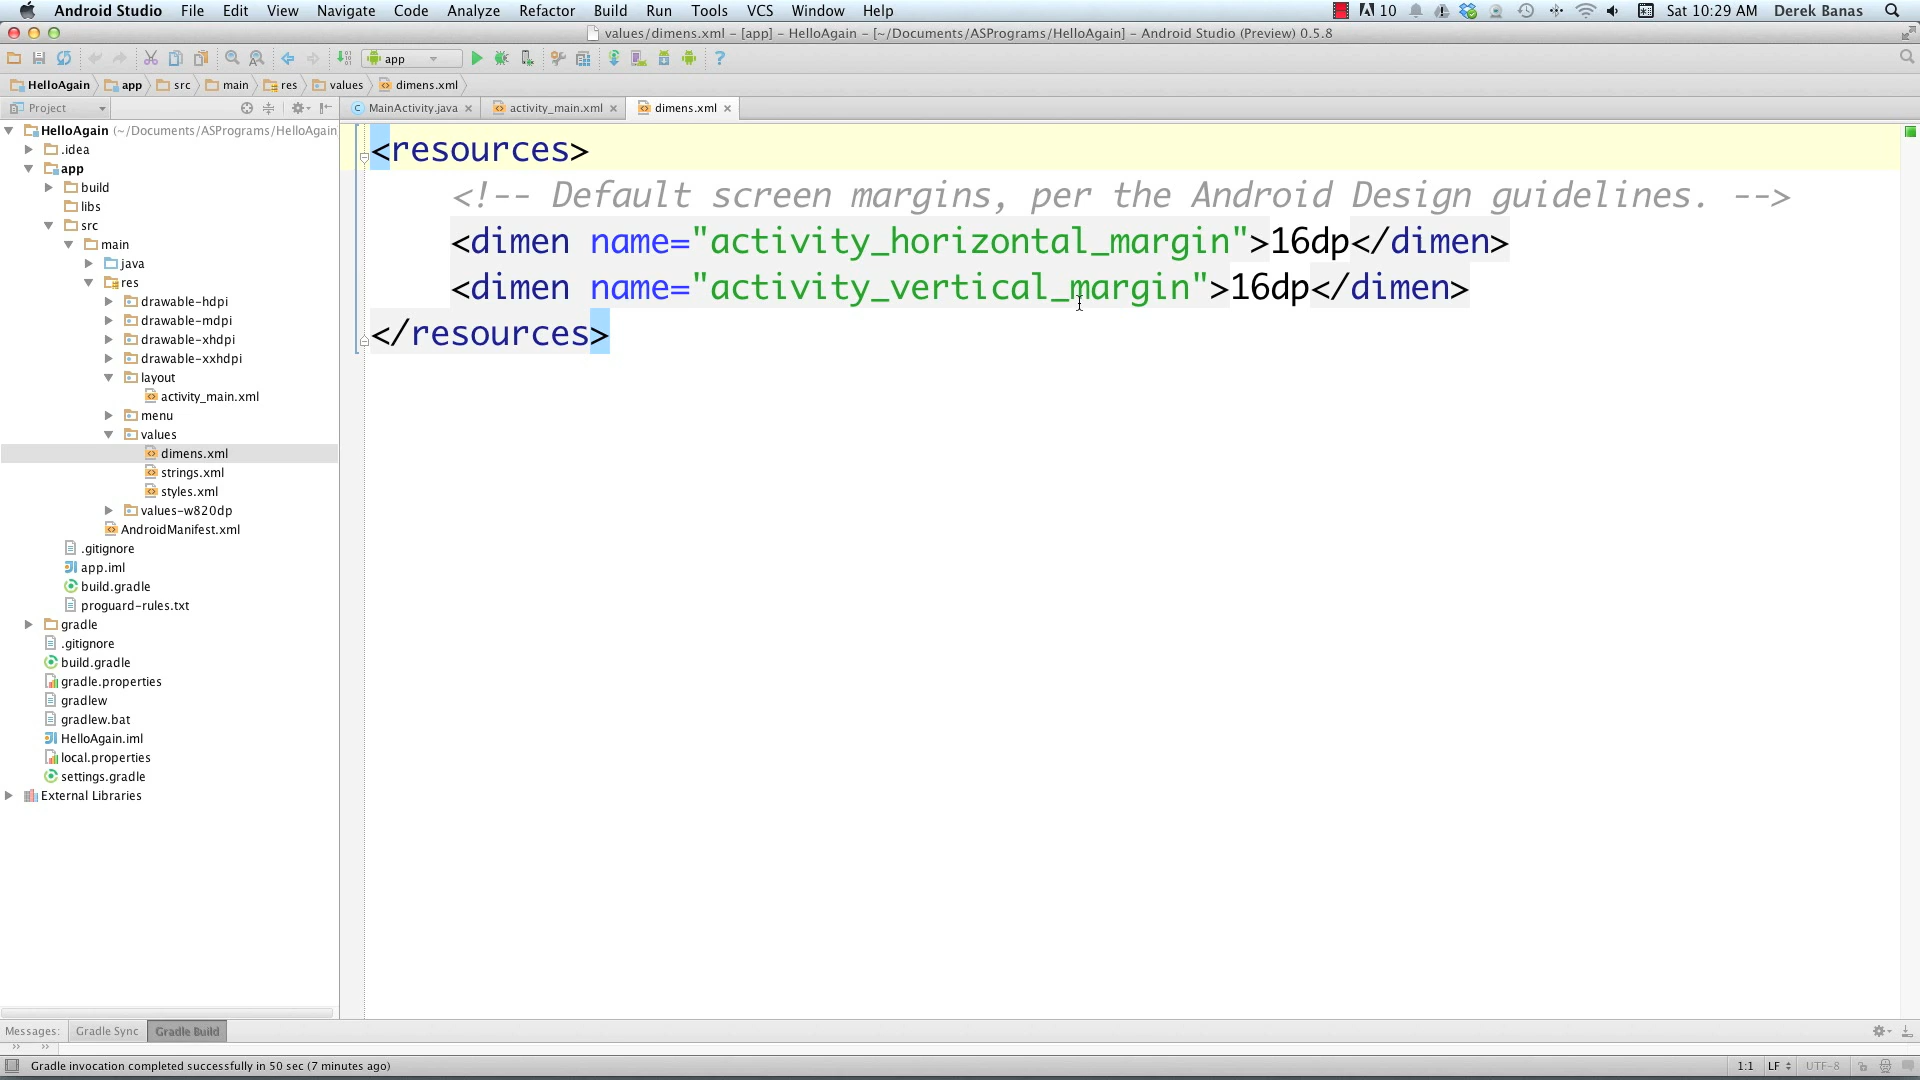 Android Studio File Edit View Navigate Code Analyze Refactor Build Run Tools VCS Window Help 10 Sat 10:29 AM Derek Banas
values/dimens.xml – [app] – HelloAgain – [~/Documents/ASPrograms/HelloAgain] – Android Studio (Preview) 0.5.8
app
HelloAgain app src main res values dimens.xml
Project MainActivity.java activity_main.xml dimens.xml
HelloAgain (~/Documents/ASPrograms/HelloAgain
.idea
app
build
libs
src
main
java
res
drawable-hdpi
drawable-mdpi
drawable-xhdpi
drawable-xxhdpi
layout
activity_main.xml
menu
values
dimens.xml
strings.xml
styles.xml
values-w820dp
AndroidManifest.xml
.gitignore
app.iml
build.gradle
proguard-rules.txt
gradle
.gitignore
build.gradle
gradle.properties
gradlew
gradlew.bat
HelloAgain.iml
local.properties
settings.gradle
External Libraries
<resources>
<!-- Default screen margins, per the Android Design guidelines. -->
<dimen name="activity_horizontal_margin">16dp</dimen>
<dimen name="activity_vertical_margin">16dp</dimen>
</resources>
Messages: Gradle Sync Gradle Build
Gradle invocation completed successfully in 50 sec (7 minutes ago) 1:1 LF UTF-8